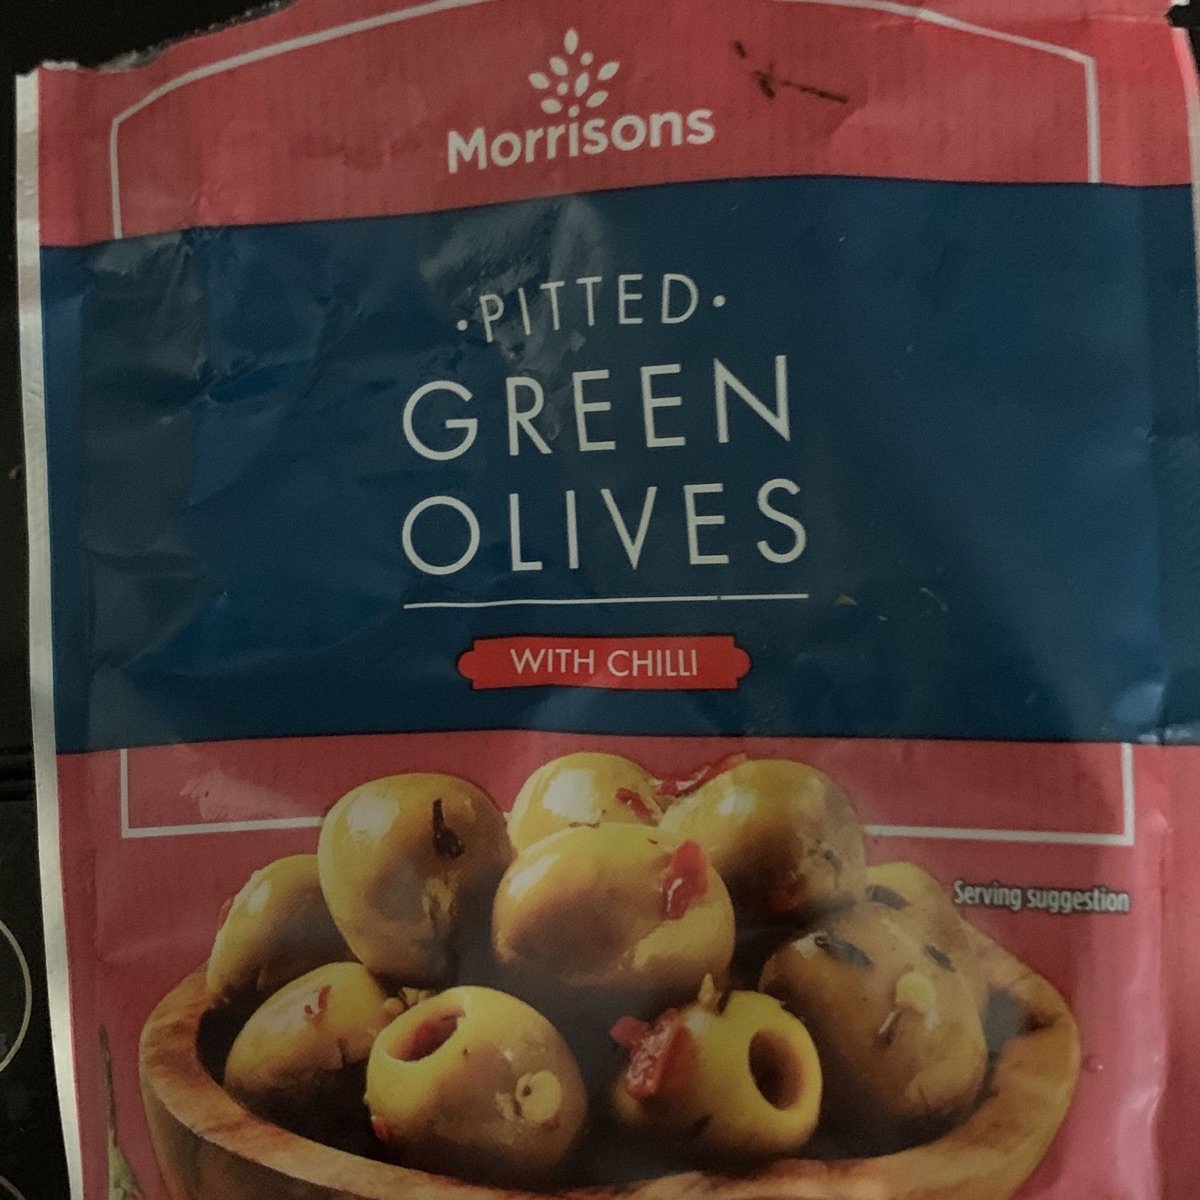 Morrisons
·PITTED·
GREEN
OLIVES
WITH CHILLI
Serving suggestion